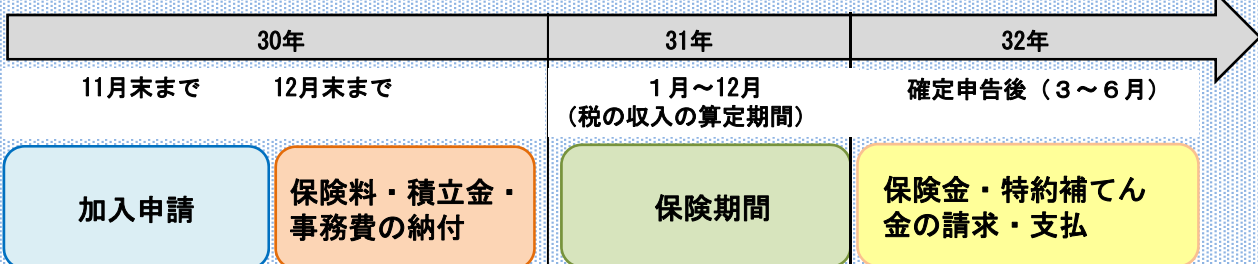 30年 31年 32年
11月末まで 12月末まで １月～12月 確定申告後（３～６月）
（税の収入の算定期間）
加入申請
保険料・積立金・
事務費の納付
保険期間
保険金・特約補てん
金の請求・支払